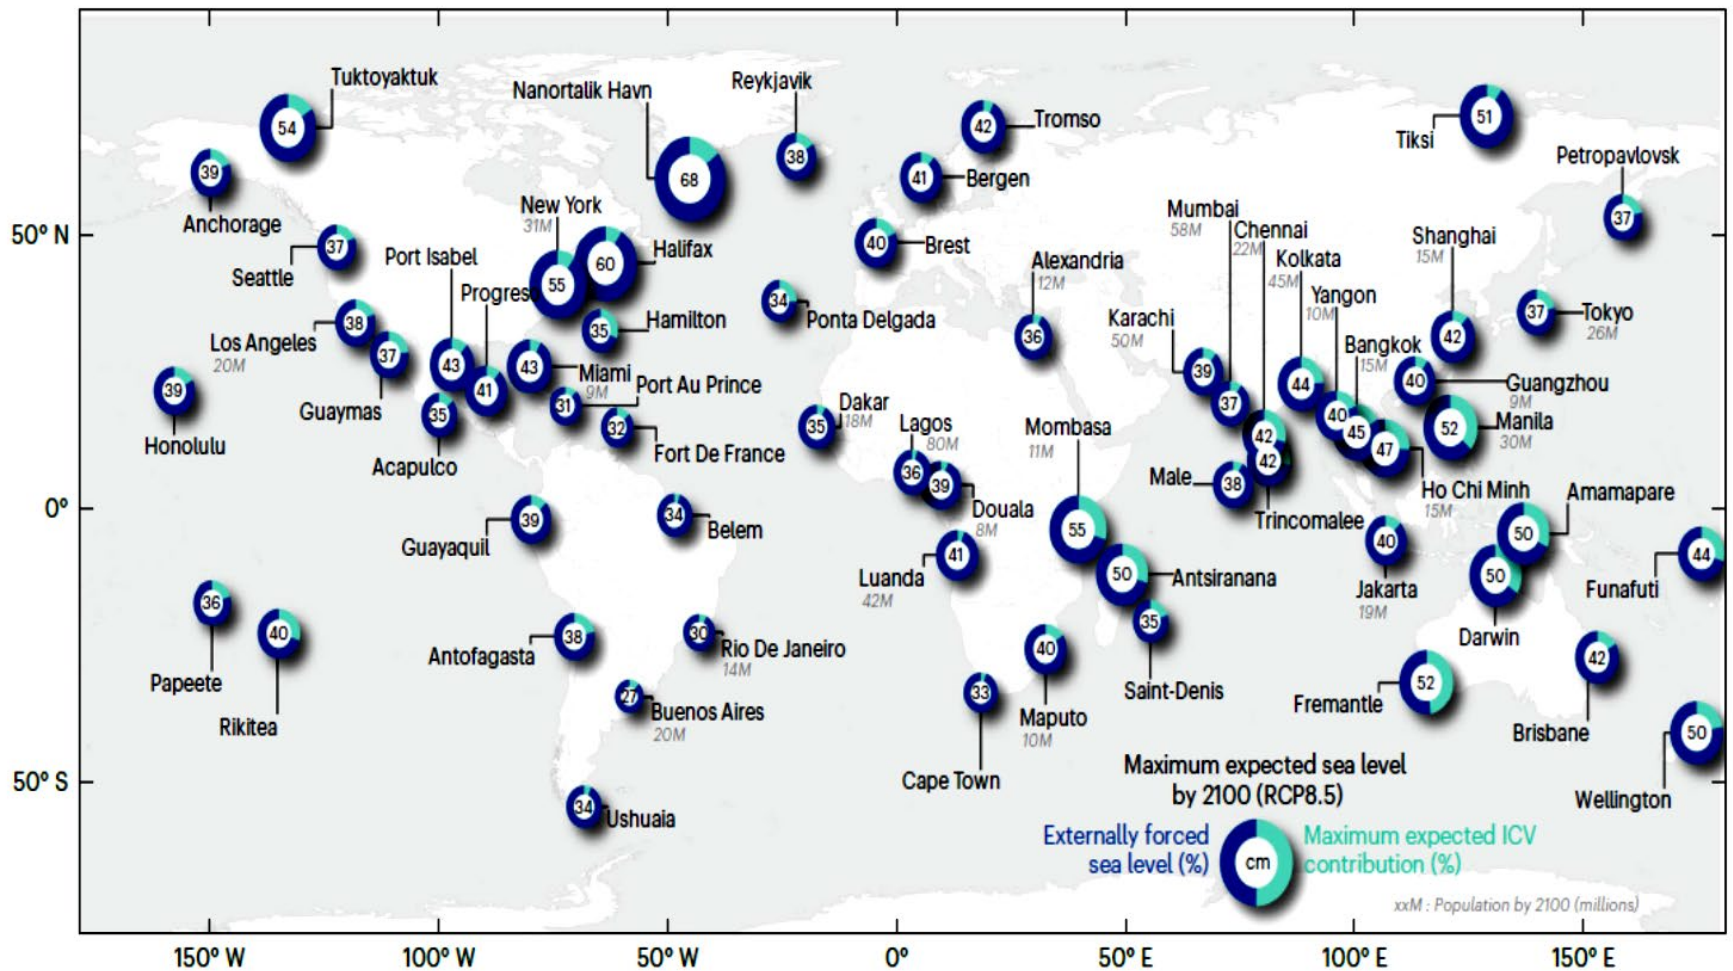 Tuktoyaktuk
54
39
Anchorage
Nanortalik Havn
68
Reykjavik
38
42
Tromso
41
Bergen
51
Tiksi
Petropavlovsk
37
50° N
37
Seattle
New York
31M
55
Halifax
60
40
Brest
Port Isabel
43
Progreso
41
Hamilton
35
34
Ponta Delgada
Alexandria
12M
36
Mumbai
58M
37
Chennai
22M
42
Kolkata
45M
44
Yangon
10M
40
Bangkok
15M
45
Shanghai
15M
42
37
Tokyo
26M
Karachi
50M
39
38
Los Angeles
20M
37
Guaymas
43
Miami
9M
Port Au Prince
31
40
Guangzhou
9M
52
Manila
30M
39
Honolulu
35
Acapulco
32
Fort De France
35
Dakar
18M
Lagos
80M
36
39
Douala
8M
Mombasa
11M
55
Male
38
42
Trincomalee
47
Ho Chi Minh
15M
Amamapare
50
0°
39
Guayaquil
34
Belem
41
Luanda
42M
50
Antsiranana
40
Jakarta
19M
50
Darwin
44
Funafuti
36
Papeete
40
Rikitea
38
Antofagasta
30
Rio De Janeiro
14M
27
Buenos Aires
20M
35
Saint-Denis
40
Maputo
10M
33
Cape Town
52
Fremantle
42
Brisbane
50
Wellington
50° S
34
Ushuaia
Maximum expected sea level
by 2100 (RCP8.5)
Externally forced
sea level (%)
cm
Maximum expected ICV
contribution (%)
xxM : Population by 2100 (millions)
150° W
100° W
50° W
0°
50° E
100° E
150° E